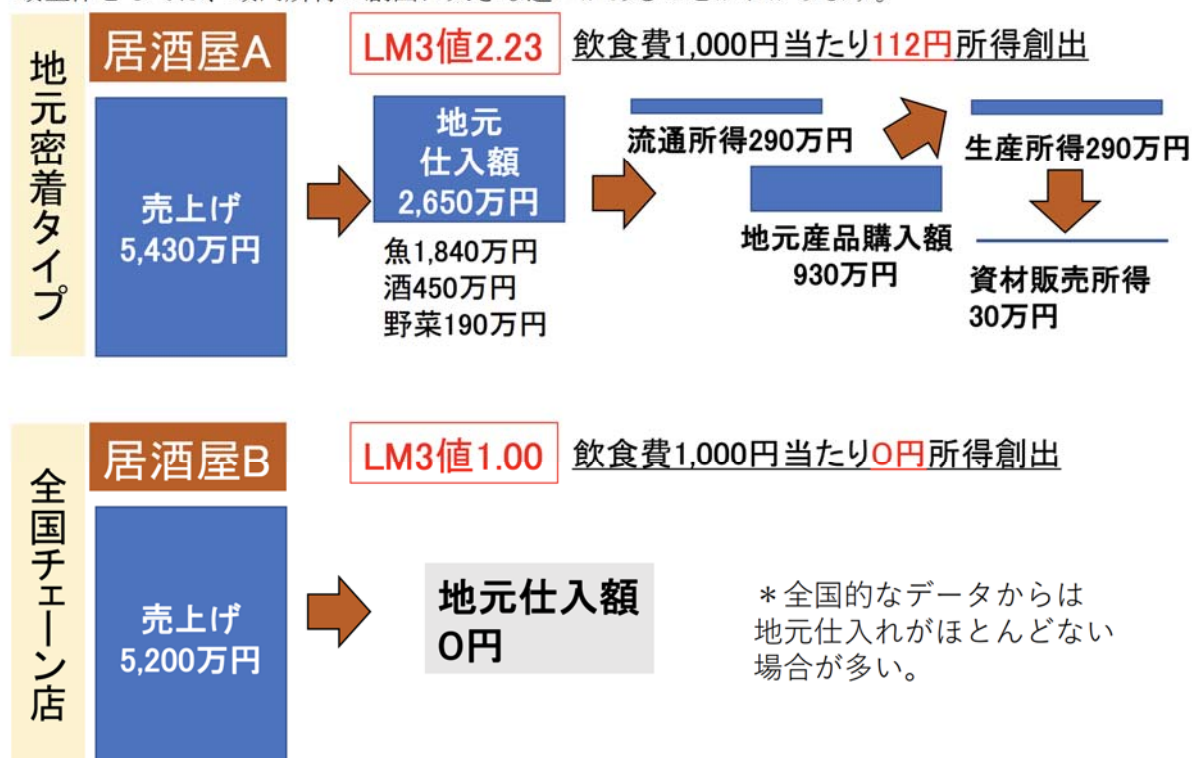 地元密着タイプ
居酒屋A
LM3値2.23
飲食費1,000円当たり112円所得創出
売上げ
5,430万円
地元
仕入額
2,650万円
魚1,840万円
酒450万円
野菜190万円
流通所得290万円
地元産品購入額
930万円
生産所得290万円
資材販売所得
30万円
全国チェーン店
居酒屋B
LM3値1.00
飲食費1,000円当たり0円所得創出
売上げ
5,200万円
地元仕入額
0円
＊全国的なデータからは
地元仕入れがほとんどない
場合が多い。